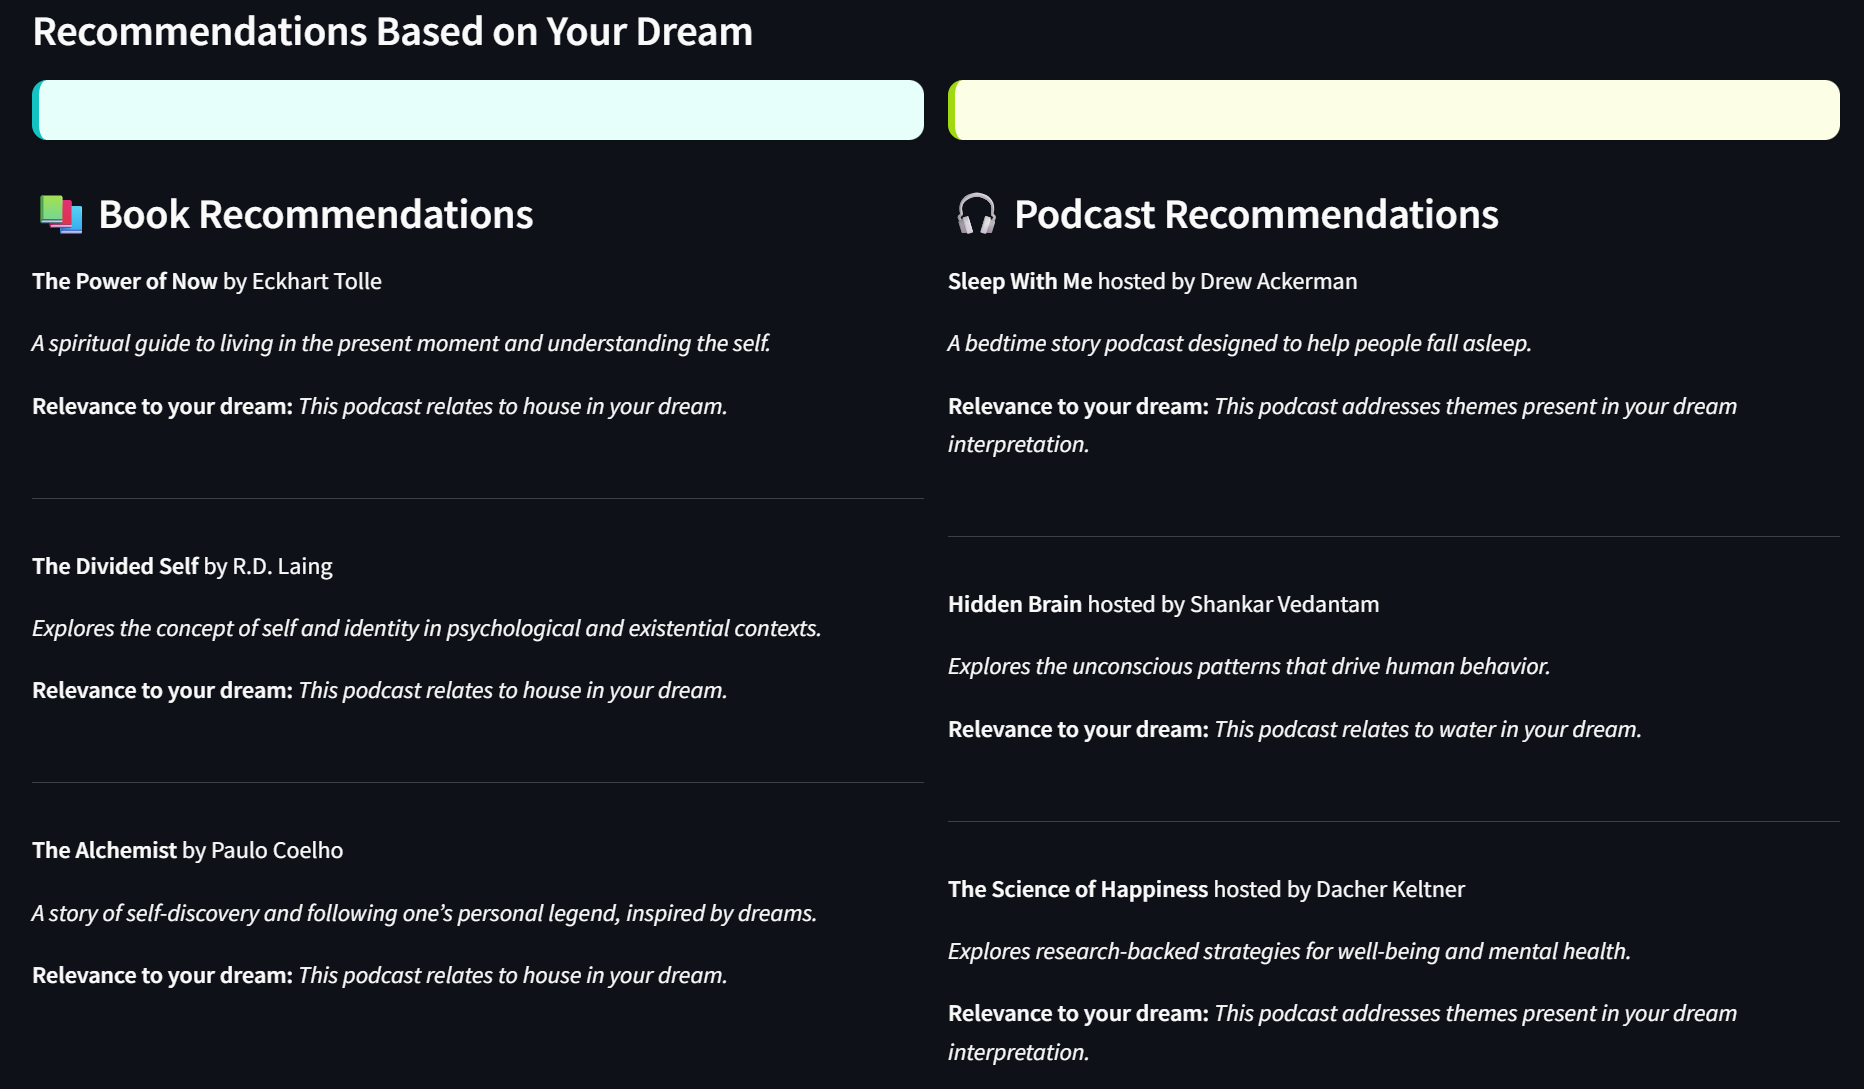 Recommendations Based on Your Dream
Book Recommendations
The Power of Now by Eckhart Tolle
A spiritual guide to living in the present moment and understanding the self.
Relevance to your dream: This podcast relates to house in your dream.
The Divided Self by R.D. Laing
Explores the concept of self and identity in psychological and existential contexts.
Relevance to your dream: This podcast relates to house in your dream.
The Alchemist by Paulo Coelho
A story of self-discovery and following one’s personal legend, inspired by dreams.
Relevance to your dream: This podcast relates to house in your dream.
Podcast Recommendations
Sleep With Me hosted by Drew Ackerman
A bedtime story podcast designed to help people fall asleep.
Relevance to your dream: This podcast addresses themes present in your dream
interpretation.
Hidden Brain hosted by Shankar Vedantam
Explores the unconscious patterns that drive human behavior.
Relevance to your dream: This podcast relates to water in your dream.
The Science of Happiness hosted by Dacher Keltner
Explores research-backed strategies for well-being and mental health.
Relevance to your dream: This podcast addresses themes present in your dream
interpretation.